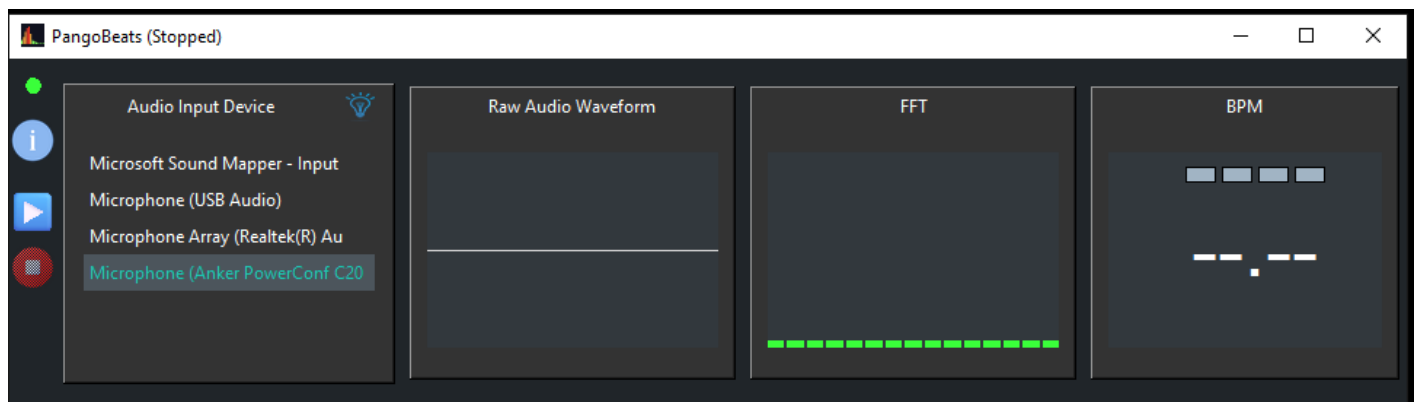 PangoBeats (Stopped)
Audio Input Device
Microsoft Sound Mapper - Input
Microphone (USB Audio)
Microphone Array (Realtek(R) Au
Microphone (Anker PowerConf C20
Raw Audio Waveform
FFT
BPM
--.--